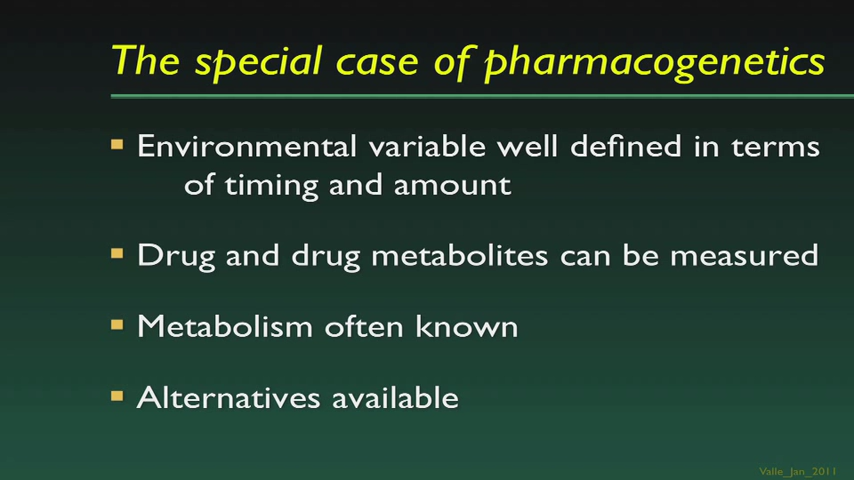 The special case of pharmacogenetics
Environmental variable well defined in terms
of timing and amount
Drug and drug metabolites can be measured
Metabolism often known
Alternatives available
Valle_Jan_2011